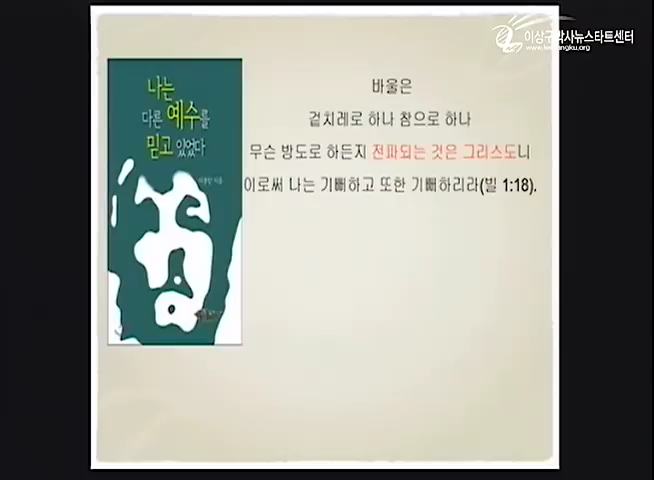 이상구박사뉴스타트센터
나는
다른 예수를
믿고 있었다
바울은
겉치레로 하나 참으로 하나
무슨 방도로 하든지 전파되는 것은 그리스도니
이로써 나는 기뻐하고 또한 기뻐하리라(빌 1:18).